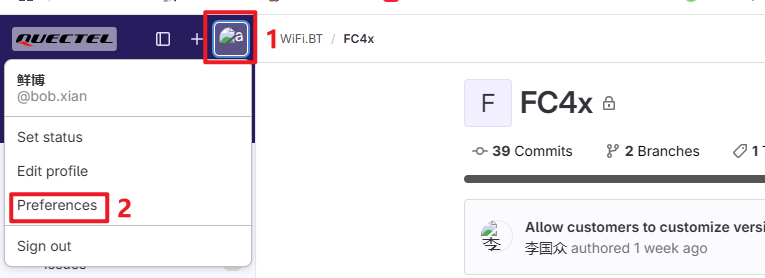 QUECTEL
a
1
WiFi.BT / FC4x
鲜博
@bob.xian
Set status
Edit profile
Preferences
2
Sign out
F
FC4x
39 Commits
2 Branches
1
李
Allow customers to customize versi
李国众 authored 1 week ago